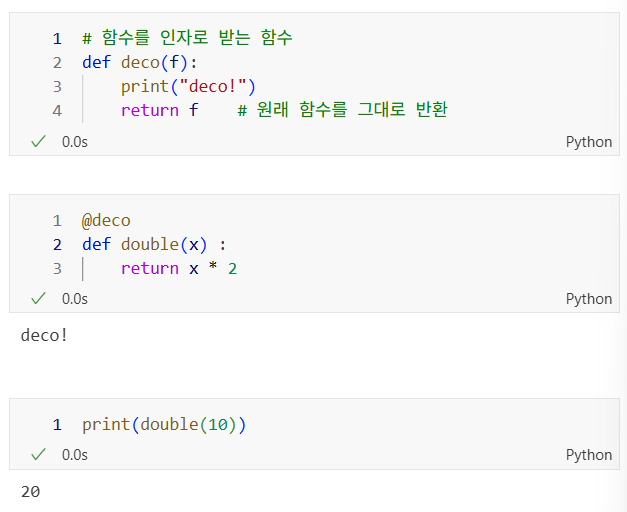 1 # 함수를 인자로 받는 함수
2 def deco(f):
3     print("deco!")
4     return f    # 원래 함수를 그대로 반환
✓ 0.0s Python
1 @deco
2 def double(x) :
3     return x * 2
✓ 0.0s Python
deco!
1 print(double(10))
✓ 0.0s Python
20